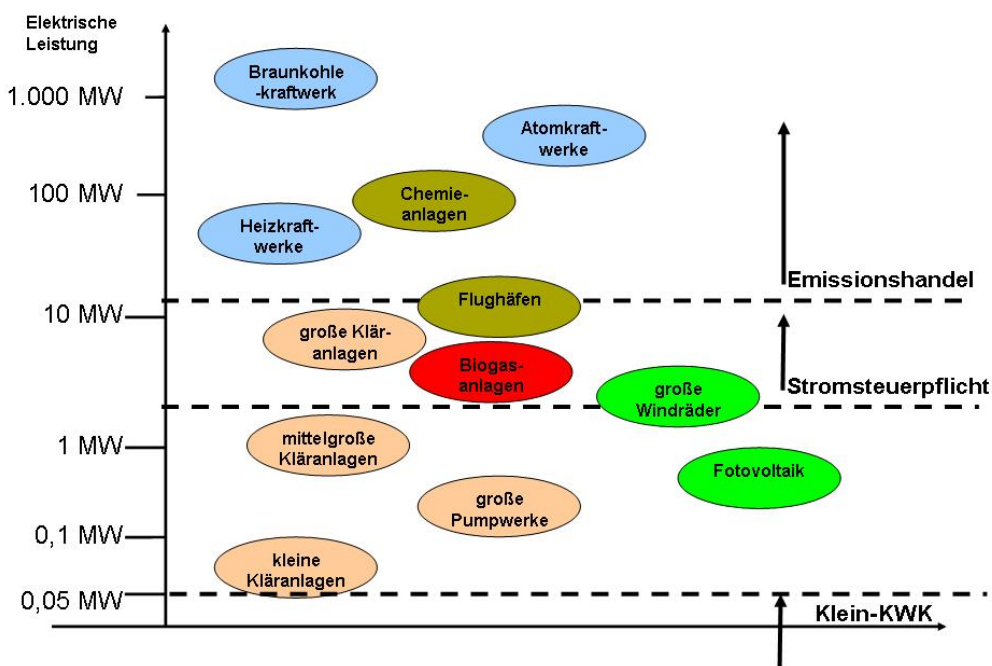 Elektrische
Leistung
Braunkohle
-kraftwerk
1.000 MW
Atomkraft-
werke
100 MW
Chemie-
anlagen
Heizkraft-
werke
Emissionshandel
Flughäfen
10 MW
große Klär-
anlagen
Biogas-
anlagen
große
Windräder
Stromsteuerpflicht
mittelgroße
Kläranlagen
1 MW
Fotovoltaik
große
Pumpwerke
0,1 MW
kleine
Kläranlagen
0,05 MW
Klein-KWK